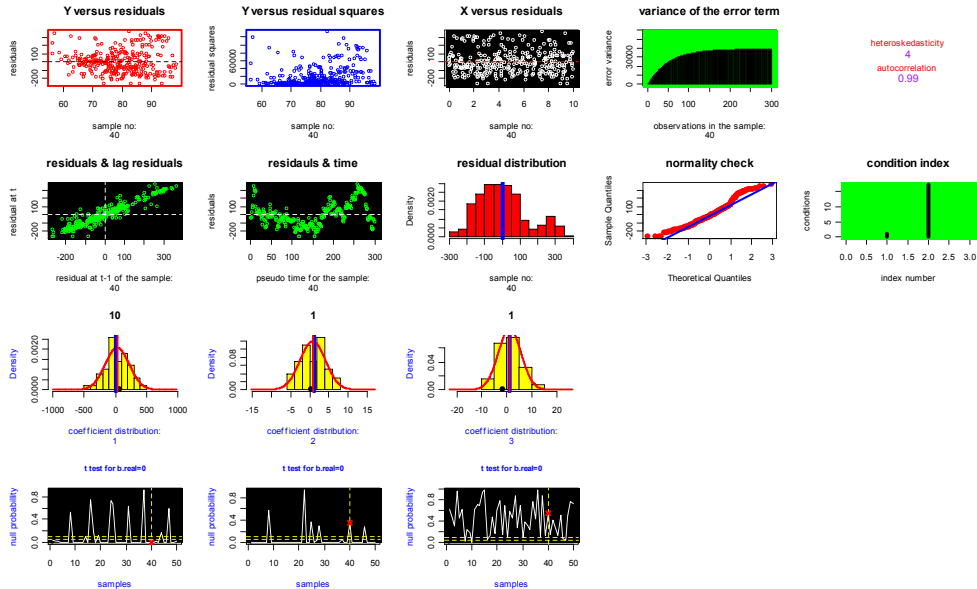 Y versus residuals
residuals
-200 100
60 70 80 90
sample no:
40
Y versus residual squares
residual squares
0 60000
60 70 80 90
sample no:
40
X versus residuals
residuals
-200 100
0 2 4 6 8 10
sample no:
40
variance of the error term
error variance
0 30000
0 100 200 300
observations in the sample:
40
heteroskedasticity
4
autocorrelation
0.99
residuals & lag residuals
residual at t
-200 100
-200 -100 0 100 200 300
residual at t-1 of the sample:
40
residauls & time
residuals
-200 100
0 50 100 200 300
pseudo time for the sample:
40
residual distribution
Density
0.0000 0.0020
-300 -100 100 300
sample no:
40
normality check
Sample Quantiles
-200 100
-3 -2 -1 0 1 2 3
Theoretical Quantiles
condition index
conditions
0 5 10
0.0 0.5 1.0 1.5 2.0 2.5 3.0
index number
10
Density
0.0000 0.0020
-1000 -500 0 500 1000
coefficient distribution:
1
1
Density
0.00 0.08
-15 -5 0 5 10 15
coefficient distribution:
2
1
Density
0.00 0.04
-20 -10 0 10 20
coefficient distribution:
3
t test for b.real=0
null probability
0.0 0.4 0.8
0 10 20 30 40 50
samples
t test for b.real=0
null probability
0.0 0.4 0.8
0 10 20 30 40 50
samples
t test for b.real=0
null probability
0.0 0.4 0.8
0 10 20 30 40 50
samples